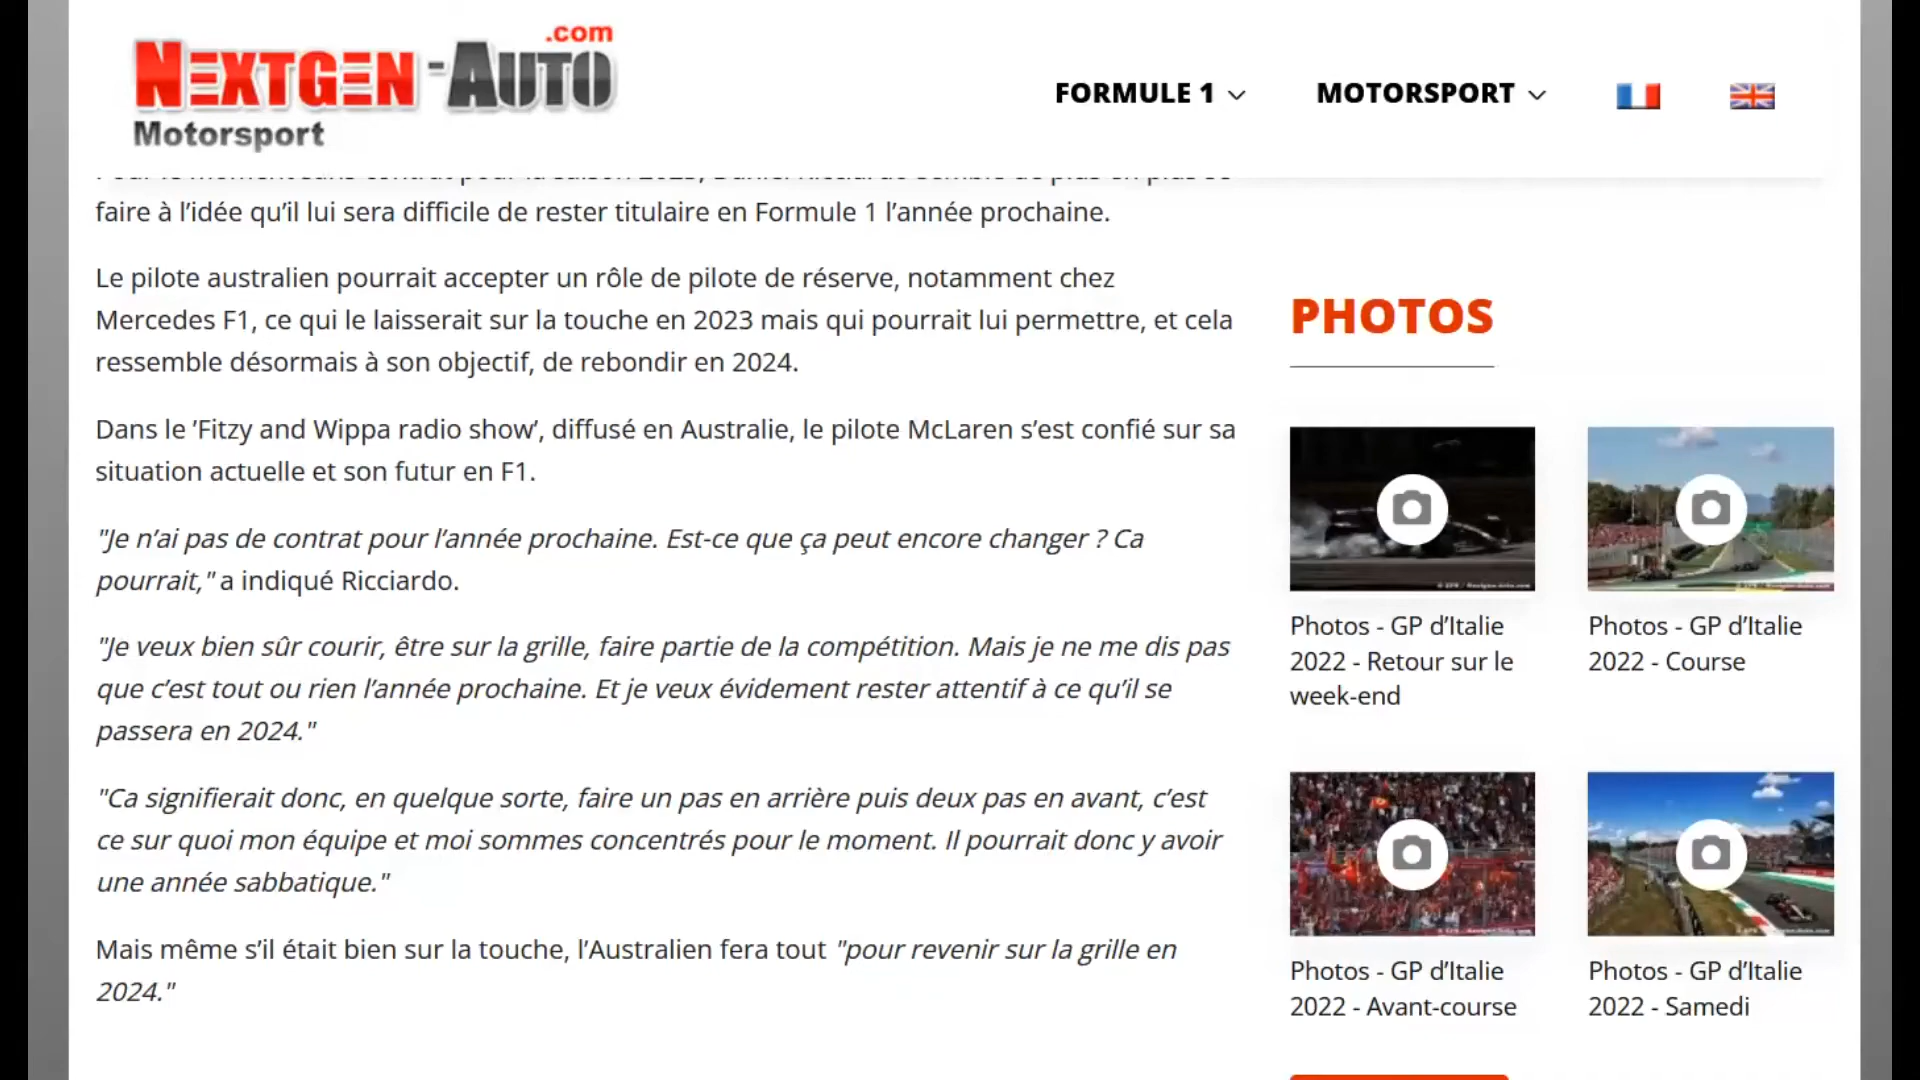 NEXTGEN-AUTO.com
Motorsport
FORMULE 1
MOTORSPORT
faire à l’idée qu’il lui sera difficile de rester titulaire en Formule 1 l’année prochaine.
Le pilote australien pourrait accepter un rôle de pilote de réserve, notamment chez
Mercedes F1, ce qui le laisserait sur la touche en 2023 mais qui pourrait lui permettre, et cela
ressemble désormais à son objectif, de rebondir en 2024.
Dans le ’Fitzy and Wippa radio show’, diffusé en Australie, le pilote McLaren s’est confié sur sa
situation actuelle et son futur en F1.
"Je n’ai pas de contrat pour l’année prochaine. Est-ce que ça peut encore changer ? Ca
pourrait," a indiqué Ricciardo.
"Je veux bien sûr courir, être sur la grille, faire partie de la compétition. Mais je ne me dis pas
que c’est tout ou rien l’année prochaine. Et je veux évidement rester attentif à ce qu’il se
passera en 2024."
"Ca signifierait donc, en quelque sorte, faire un pas en arrière puis deux pas en avant, c’est
ce sur quoi mon équipe et moi sommes concentrés pour le moment. Il pourrait donc y avoir
une année sabbatique."
Mais même s’il était bien sur la touche, l’Australien fera tout "pour revenir sur la grille en
2024."
PHOTOS
Photos - GP d’Italie
2022 - Retour sur le
week-end
Photos - GP d’Italie
2022 - Course
Photos - GP d’Italie
2022 - Avant-course
Photos - GP d’Italie
2022 - Samedi